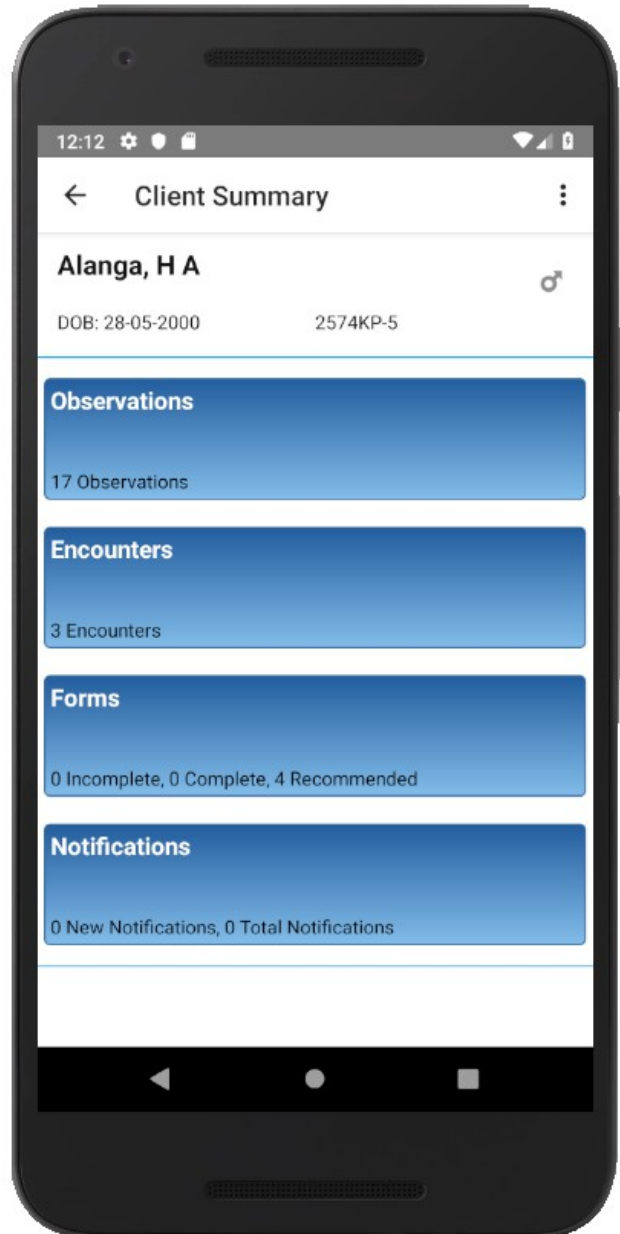 12:12
Client Summary
Alanga, H A
DOB: 28-05-2000 2574KP-5
Observations
17 Observations
Encounters
3 Encounters
Forms
0 Incomplete, 0 Complete, 4 Recommended
Notifications
0 New Notifications, 0 Total Notifications